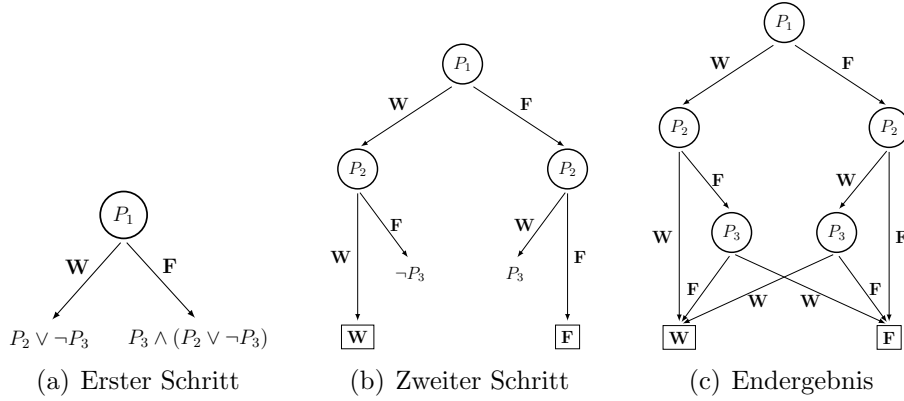 P₁
W F
P₂ ∨ ¬P₃ P₃ ∧ (P₂ ∨ ¬P₃)
(a) Erster Schritt
P₁
W F
P₂ P₂
W F W F
¬P₃ P₃
W F
(b) Zweiter Schritt
P₁
W F
P₂ P₂
F W
W P₃ P₃ F
F W W F
W F
(c) Endergebnis